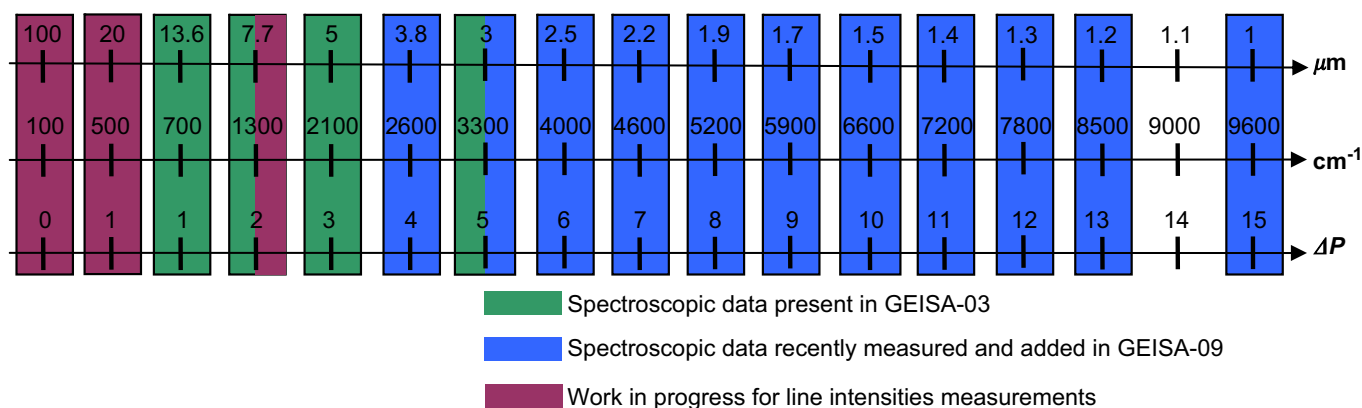 100 20 13.6 7.7 5 3.8 3 2.5 2.2 1.9 1.7 1.5 1.4 1.3 1.2 1.1 1
μm
100 500 700 1300 2100 2600 3300 4000 4600 5200 5900 6600 7200 7800 8500 9000 9600
cm-1
0 1 1 2 3 4 5 6 7 8 9 10 11 12 13 14 15
ΔP
Spectroscopic data present in GEISA-03
Spectroscopic data recently measured and added in GEISA-09
Work in progress for line intensities measurements